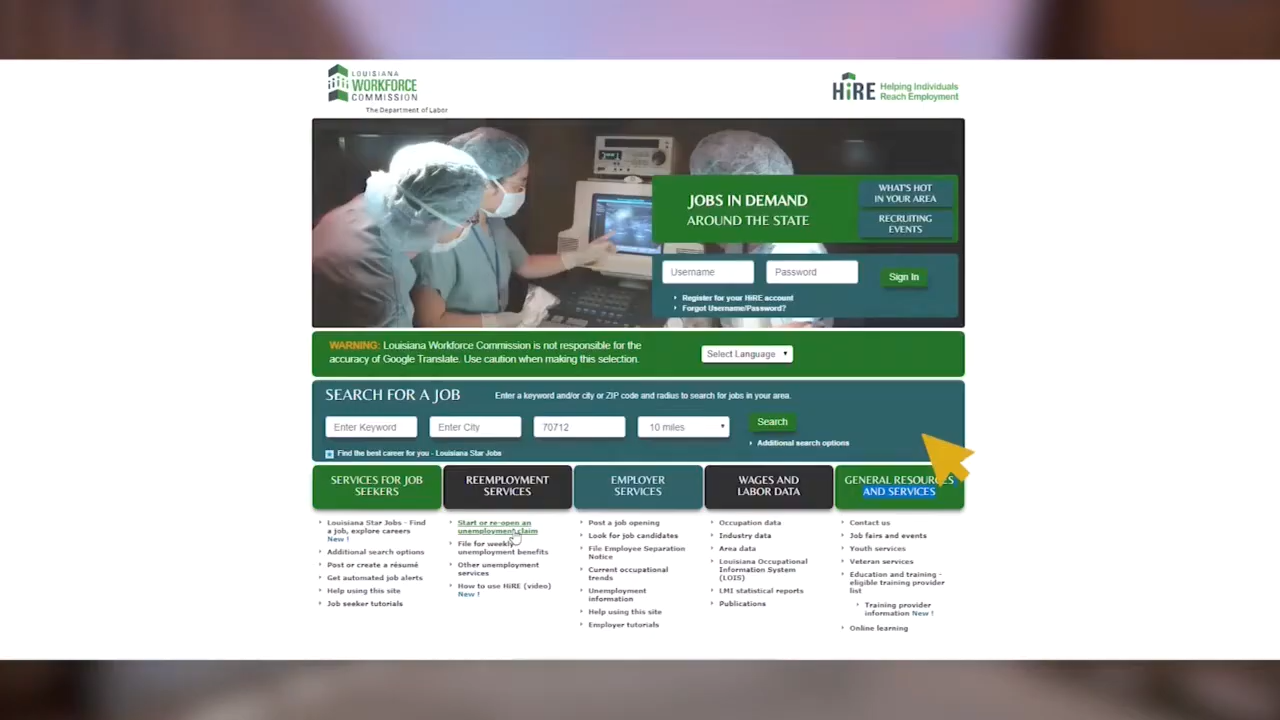 LOUISIANA
WORKFORCE
COMMISSION
The Department of Labor
HiRE Helping Individuals
Reach Employment
JOBS IN DEMAND
AROUND THE STATE
WHAT'S HOT
IN YOUR AREA
RECRUITING
EVENTS
Username
Password
Sign In
Register for your HiRE account
Forgot Username/Password?
WARNING: Louisiana Workforce Commission is not responsible for the
accuracy of Google Translate. Use caution when making this selection.
Select Language
SEARCH FOR A JOB
Enter a keyword and/or city or ZIP code and radius to search for jobs in your area.
Enter Keyword
Enter City
70712
10 miles
Search
Additional search options
Find the best career for you - Louisiana Star Jobs
SERVICES FOR JOB
SEEKERS
Louisiana Star Jobs - Find
a job, explore careers
New !
Additional search options
Post or create a résumé
Get automated job alerts
Help using this site
Job seeker tutorials
REEMPLOYMENT
SERVICES
Start or re-open an
unemployment claim
File for weekly
unemployment benefits
Other unemployment
services
How to use HiRE (video)
New !
EMPLOYER
SERVICES
Post a job opening
Look for job candidates
File Employee Separation
Notice
Current occupational
trends
Unemployment
information
Help using this site
Employer tutorials
WAGES AND
LABOR DATA
Occupation data
Industry data
Area data
Louisiana Occupational
Information System
(LOIS)
LMI statistical reports
Publications
GENERAL RESOURCES
AND SERVICES
Contact us
Job fairs and events
Youth services
Veteran services
Education and training -
eligible training provider
list
Training provider
information New !
Online learning